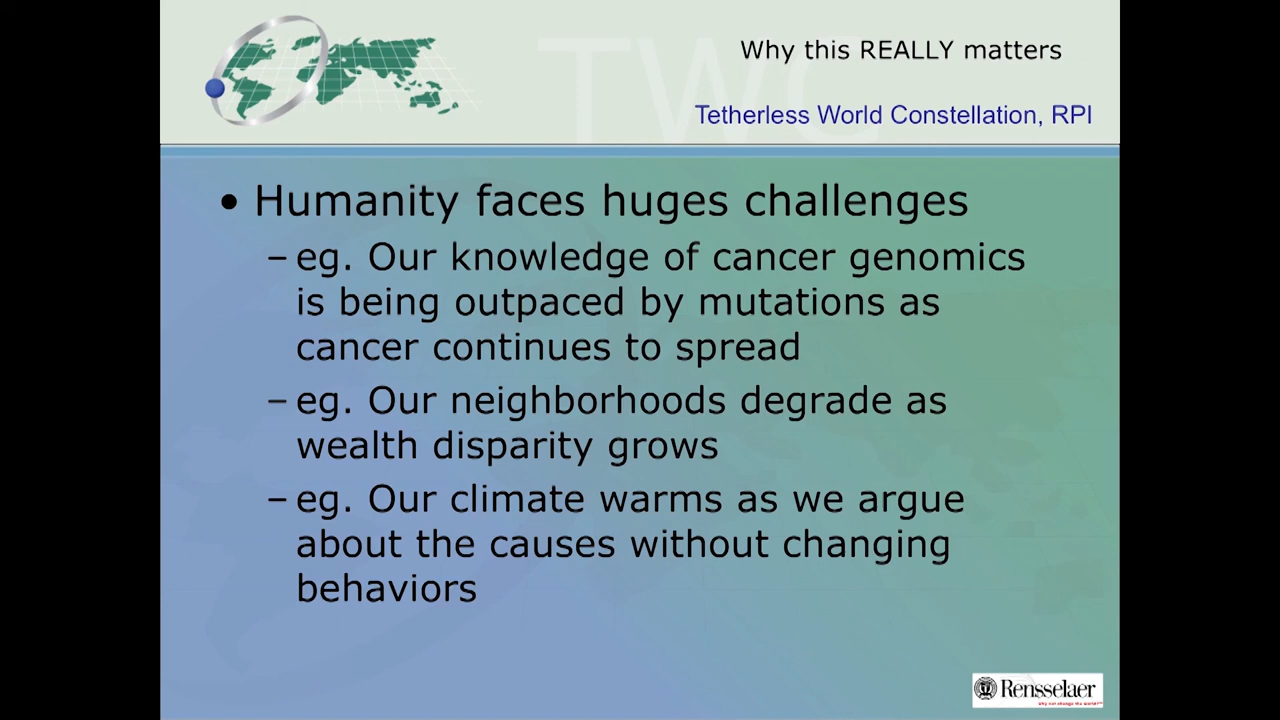 TWC
Why this REALLY matters
Tetherless World Constellation, RPI
• Humanity faces huges challenges
– eg. Our knowledge of cancer genomics
is being outpaced by mutations as
cancer continues to spread
– eg. Our neighborhoods degrade as
wealth disparity grows
– eg. Our climate warms as we argue
about the causes without changing
behaviors
Rensselaer
why not change the world?™